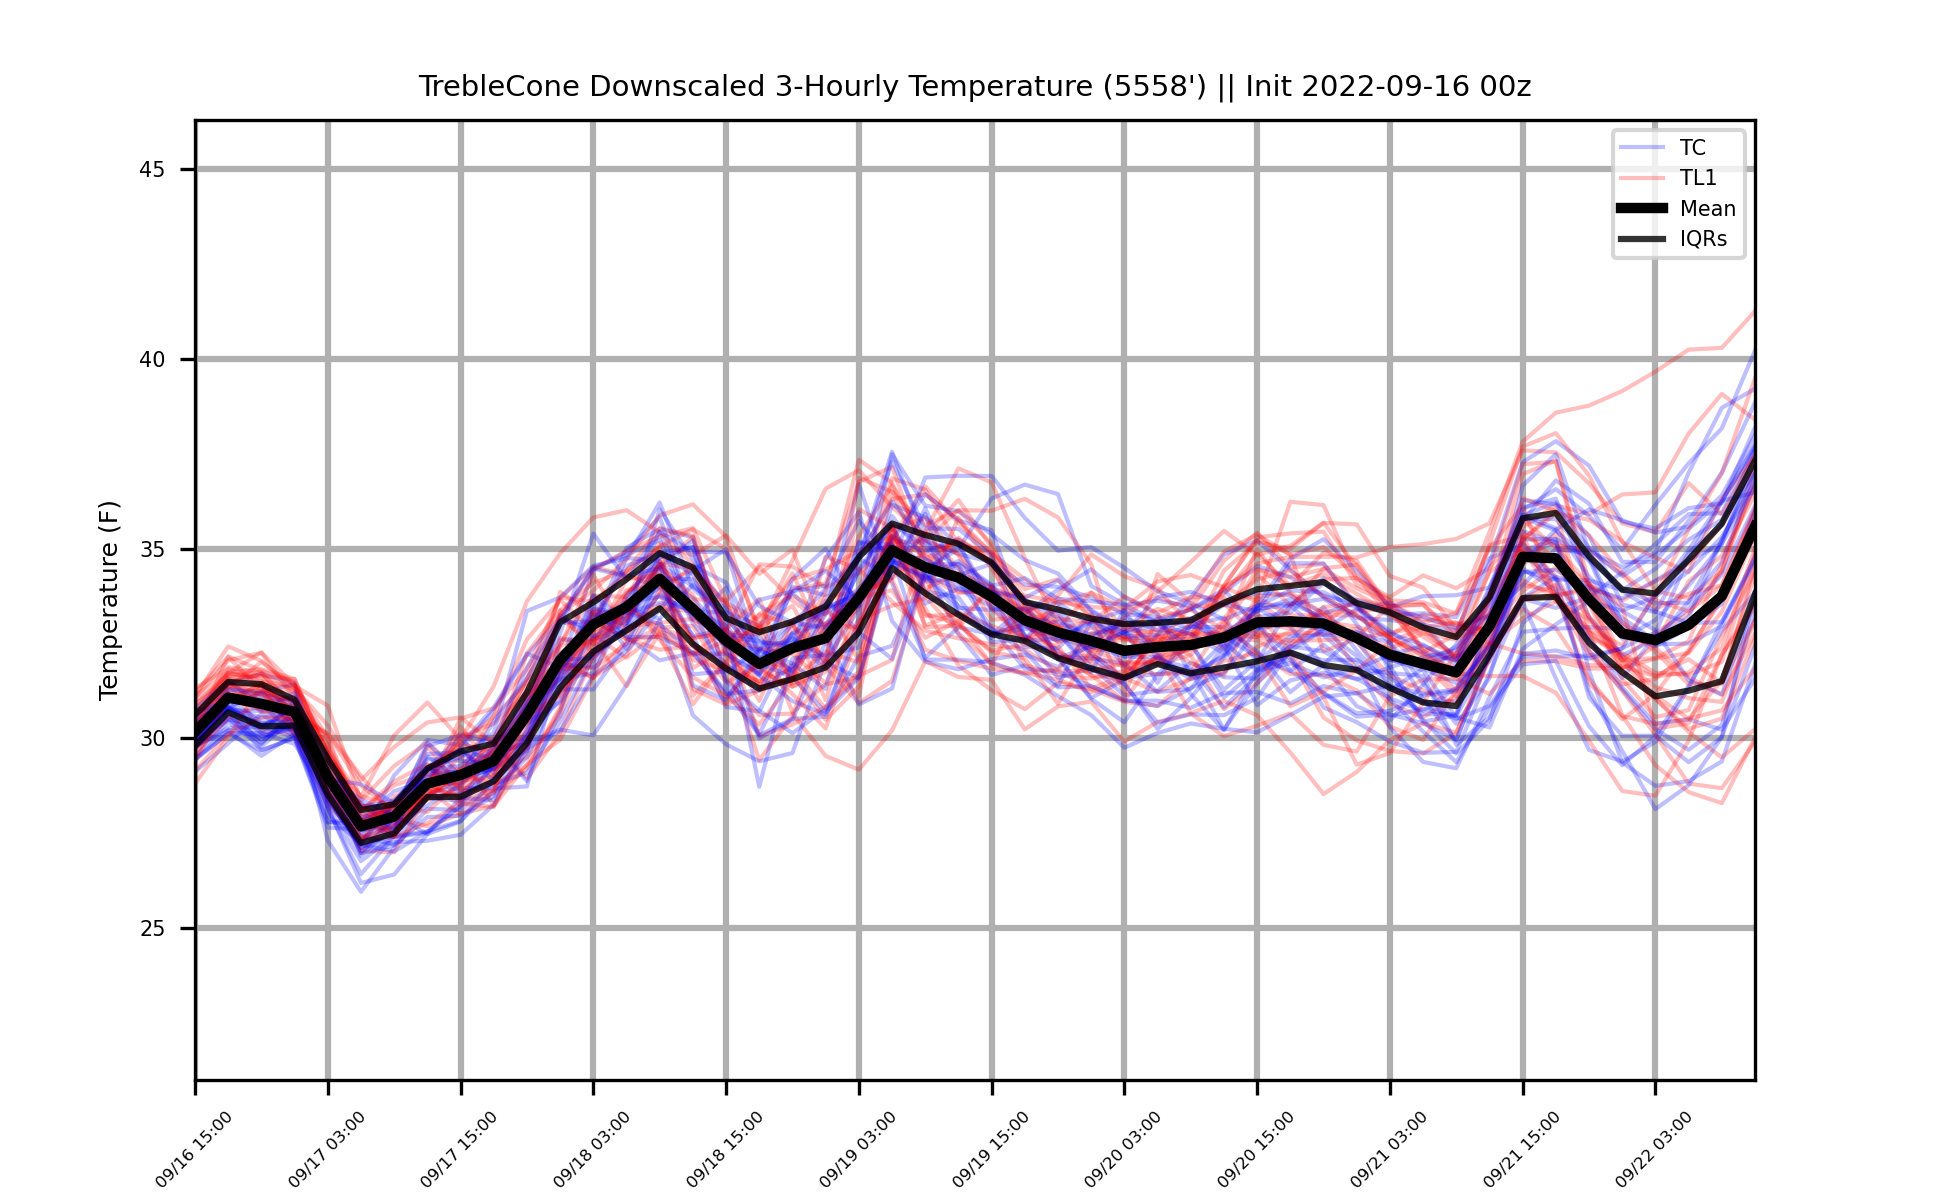 TrebleCone Downscaled 3-Hourly Temperature (5558') || Init 2022-09-16 00z
TC
TL1
Mean
IQRs
Temperature (F)
45
40
35
30
25
09/16 15:00
09/17 03:00
09/17 15:00
09/18 03:00
09/18 15:00
09/19 03:00
09/19 15:00
09/20 03:00
09/20 15:00
09/21 03:00
09/21 15:00
09/22 03:00